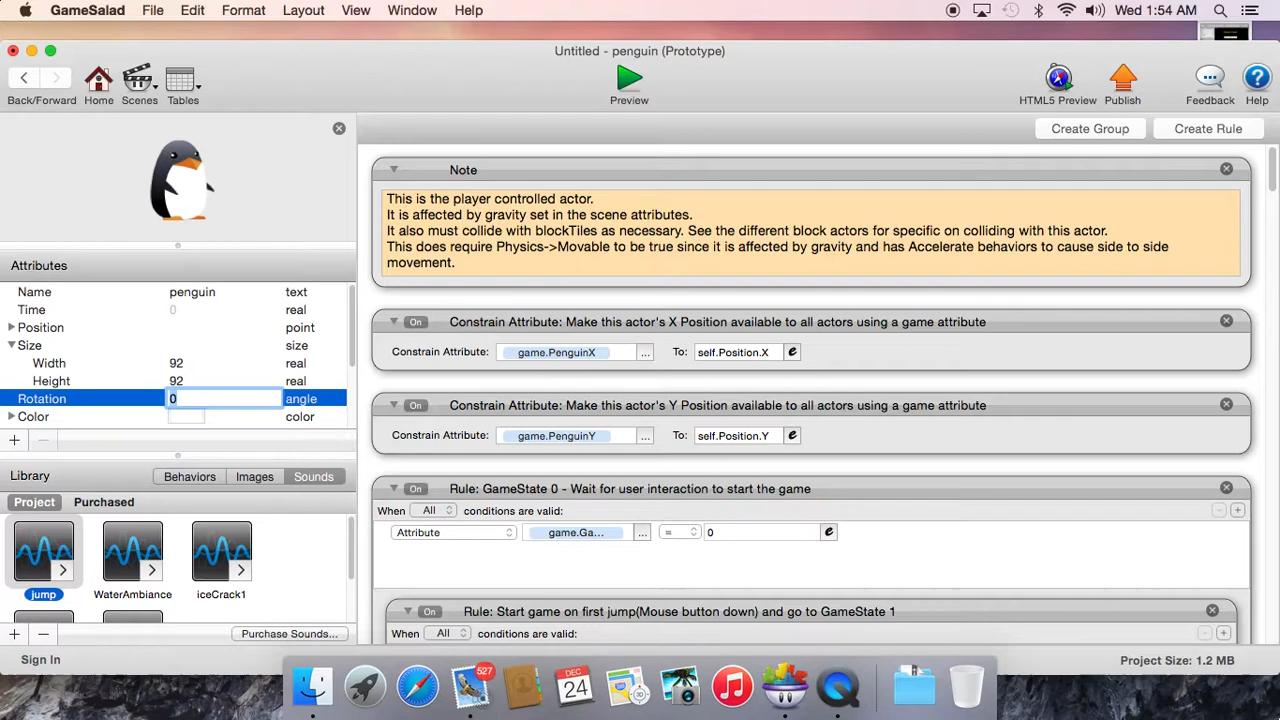 GameSalad File Edit Format Layout View Window Help Wed 1:54 AM
Untitled - penguin (Prototype)
Back/Forward Home Scenes Tables Preview HTML5 Preview Publish Feedback Help
Create Group Create Rule
Note
This is the player controlled actor.
It is affected by gravity set in the scene attributes.
It also must collide with blockTiles as necessary. See the different block actors for specific on colliding with this actor.
This does require Physics->Movable to be true since it is affected by gravity and has Accelerate behaviors to cause side to side
movement.
Attributes
Name penguin text
Time 0 real
Position point
Size size
Width 92 real
Height 92 real
Rotation 0 angle
Color color
+ −
Library Behaviors Images Sounds
Project Purchased
jump WaterAmbiance iceCrack1
+ − Purchase Sounds...
Sign In
On Constrain Attribute: Make this actor's X Position available to all actors using a game attribute
Constrain Attribute: game.PenguinX ... To: self.Position.X e
On Constrain Attribute: Make this actor's Y Position available to all actors using a game attribute
Constrain Attribute: game.PenguinY ... To: self.Position.Y e
On Rule: GameState 0 - Wait for user interaction to start the game
When All conditions are valid: − +
Attribute game.Ga... ... = 0 e
On Rule: Start game on first jump(Mouse button down) and go to GameState 1
When All conditions are valid: − +
Project Size: 1.2 MB
527
DEC
24